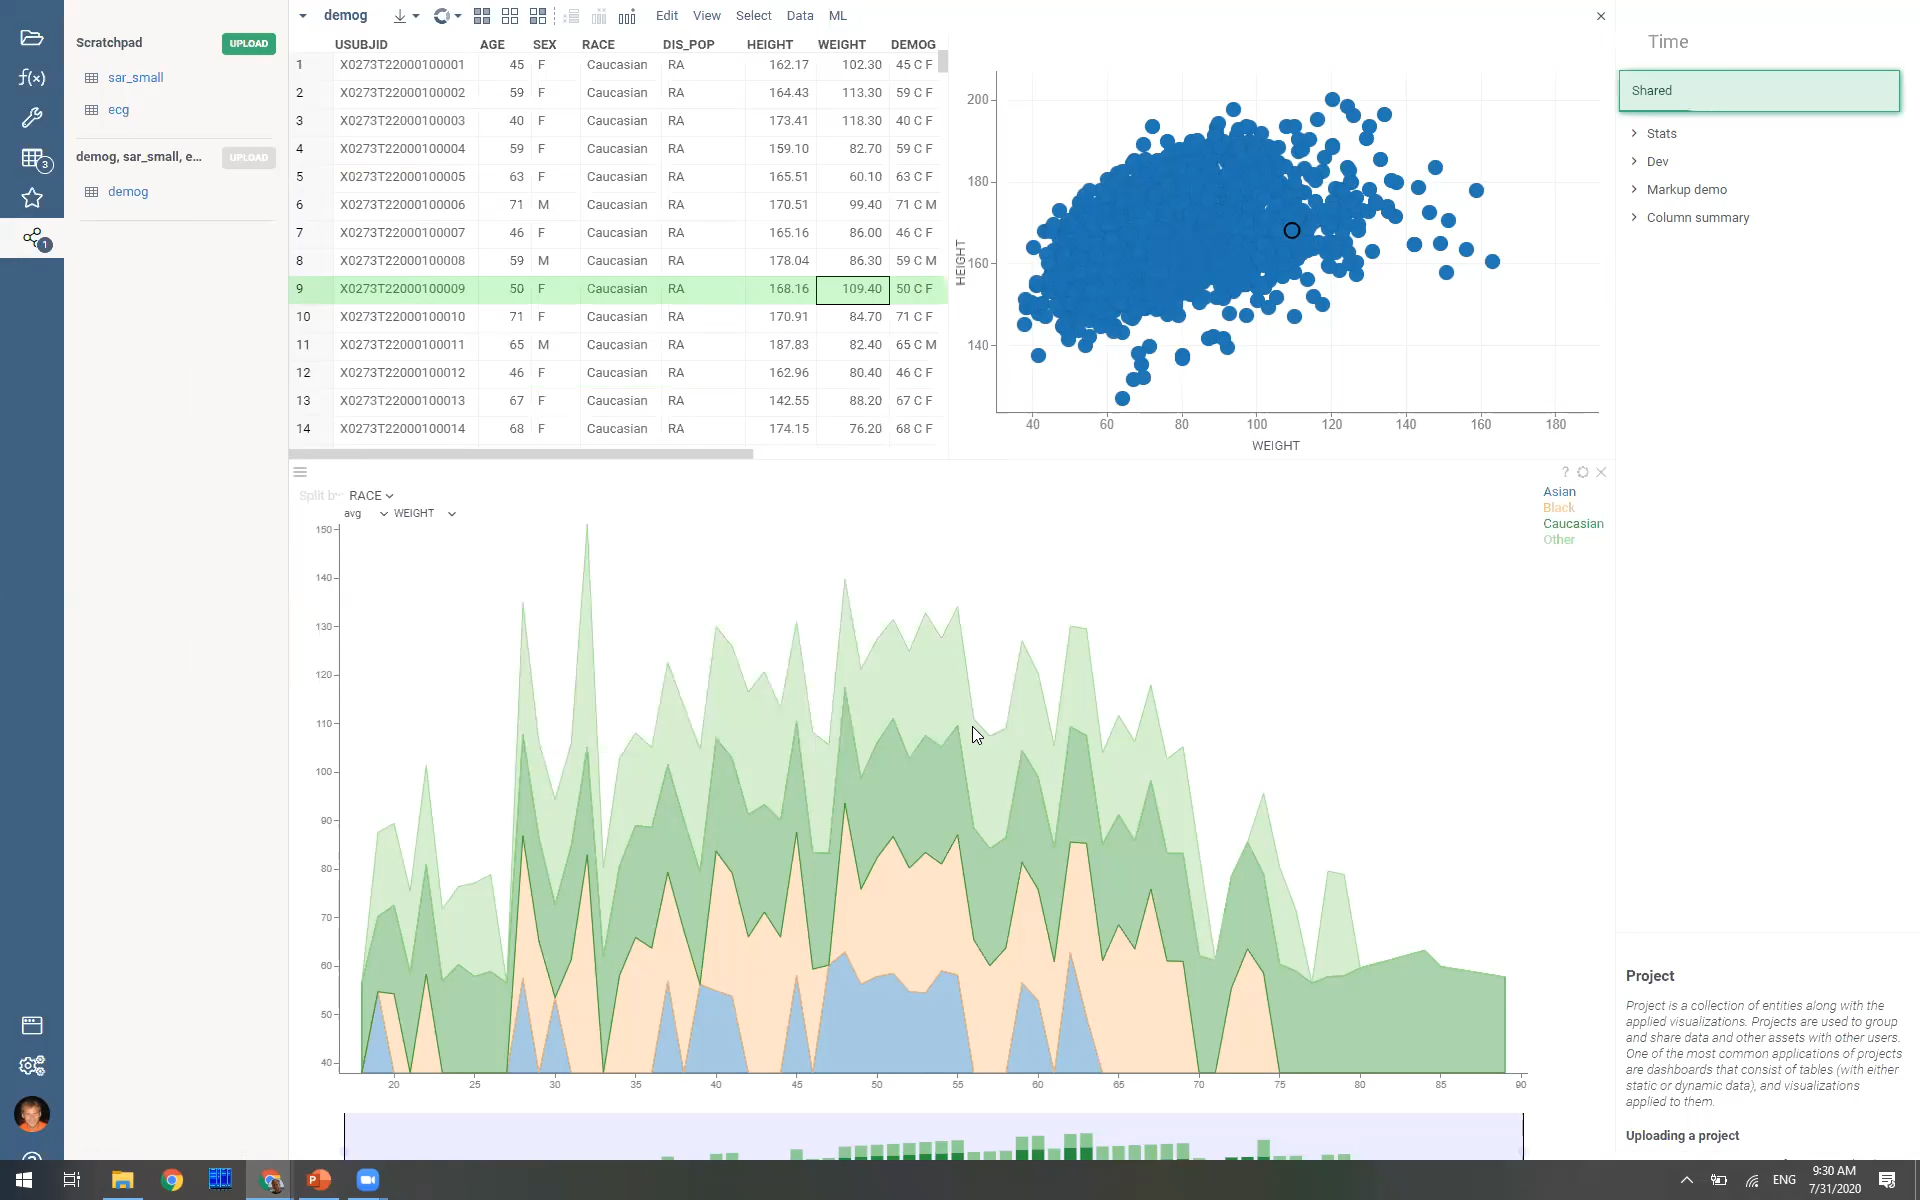 demog
Edit View Select Data ML
Scratchpad
UPLOAD
sar_small
ecg
demog, sar_small, e...
UPLOAD
demog
f(x)
3
1
USUBJID AGE SEX RACE DIS_POP HEIGHT WEIGHT DEMOG
1 X0273T22000100001 45 F Caucasian RA 162.17 102.30 45 C F
2 X0273T22000100002 59 F Caucasian RA 164.43 113.30 59 C F
3 X0273T22000100003 40 F Caucasian RA 173.41 118.30 40 C F
4 X0273T22000100004 59 F Caucasian RA 159.10 82.70 59 C F
5 X0273T22000100005 63 F Caucasian RA 165.51 60.10 63 C F
6 X0273T22000100006 71 M Caucasian RA 170.51 99.40 71 C M
7 X0273T22000100007 46 F Caucasian RA 165.16 86.00 46 C F
8 X0273T22000100008 59 M Caucasian RA 178.04 86.30 59 C M
9 X0273T22000100009 50 F Caucasian RA 168.16 109.40 50 C F
10 X0273T22000100010 71 F Caucasian RA 170.91 84.70 71 C F
11 X0273T22000100011 65 M Caucasian RA 187.83 82.40 65 C M
12 X0273T22000100012 46 F Caucasian RA 162.96 80.40 46 C F
13 X0273T22000100013 67 F Caucasian RA 142.55 88.20 67 C F
14 X0273T22000100014 68 F Caucasian RA 174.15 76.20 68 C F
200
180
160
140
HEIGHT
40 60 80 100 120 140 160 180
WEIGHT
?
Split by RACE
avg WEIGHT
Asian
Black
Caucasian
Other
150
140
130
120
110
100
90
80
70
60
50
40
20 25 30 35 40 45 50 55 60 65 70 75 80 85 90
Time
Shared
Stats
Dev
Markup demo
Column summary
Project
Project is a collection of entities along with the
applied visualizations. Projects are used to group
and share data and other assets with other users.
One of the most common applications of projects
are dashboards that consist of tables (with either
static or dynamic data), and visualizations
applied to them.
Uploading a project
ENG
9:30 AM
7/31/2020